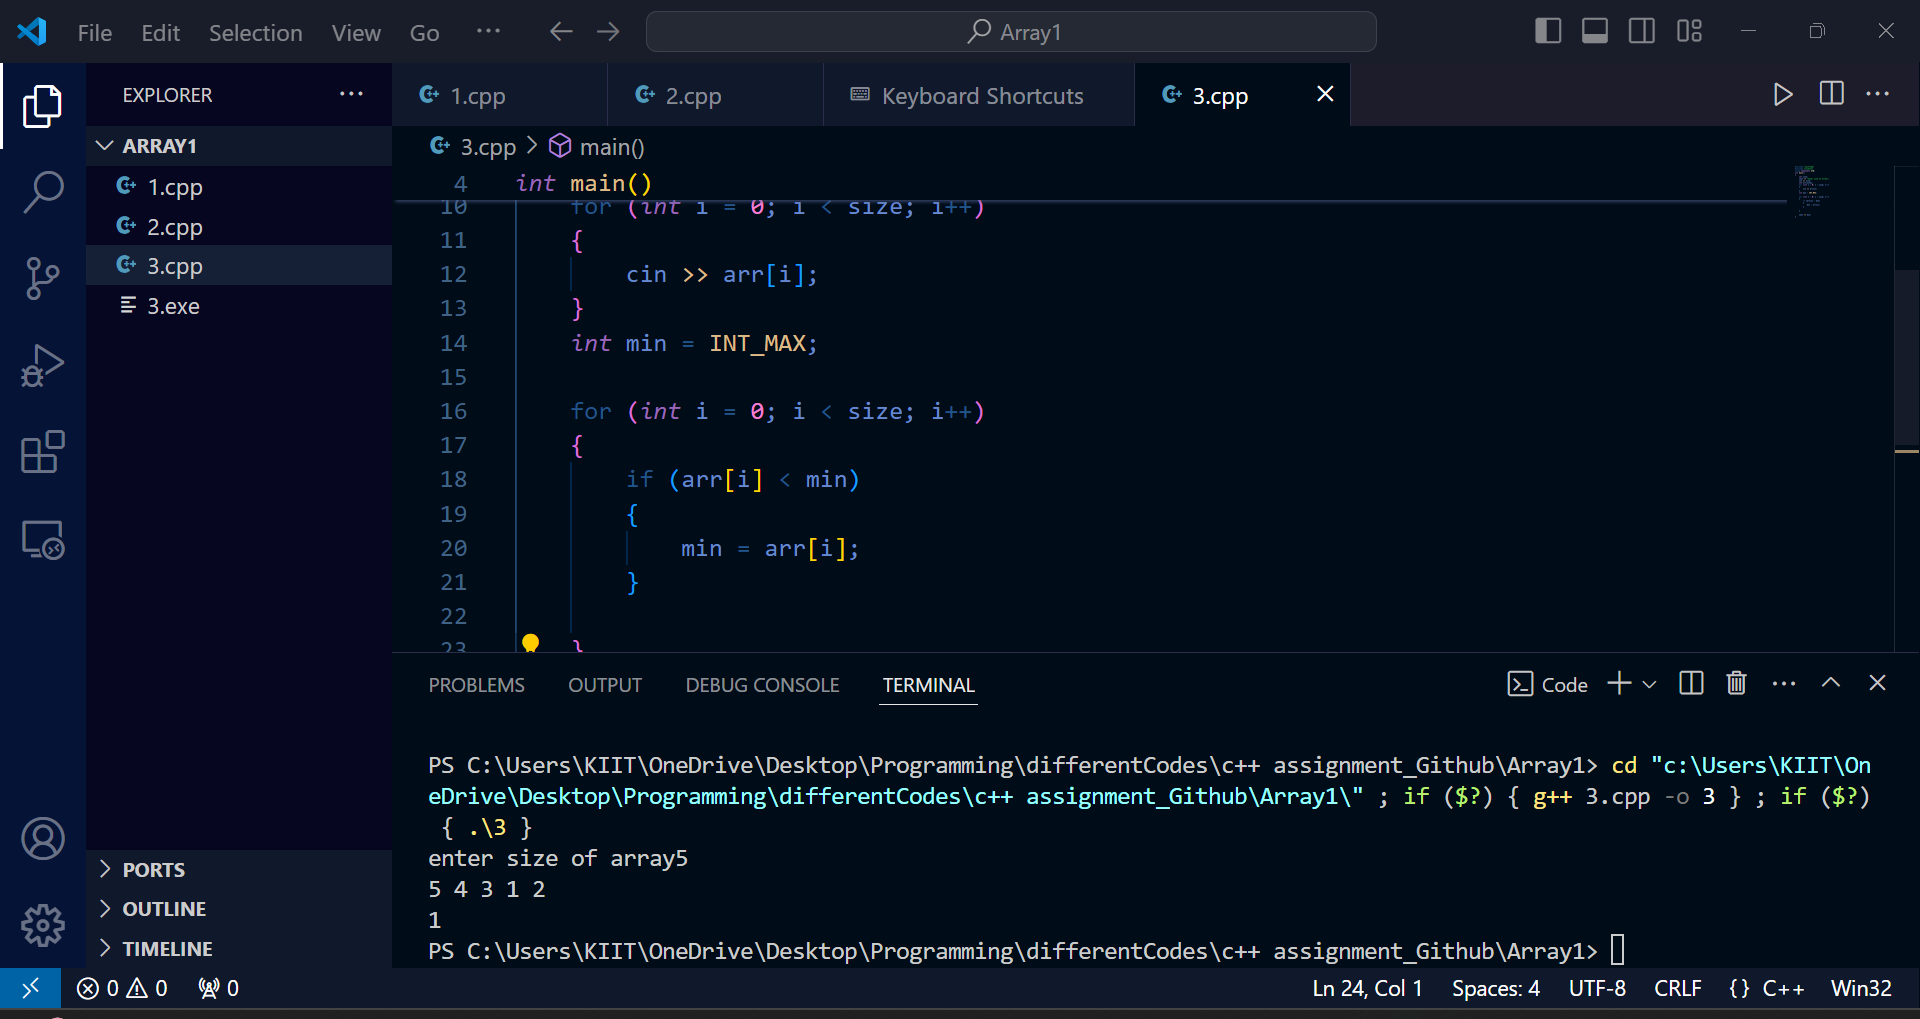 File Edit Selection View Go ··· Array1
EXPLORER ···
ARRAY1
1.cpp
2.cpp
3.cpp
3.exe
PORTS
OUTLINE
TIMELINE
1.cpp 2.cpp Keyboard Shortcuts 3.cpp
3.cpp > main()
4 int main()
10 for (int i = 0; i < size; i++)
11 {
12 cin >> arr[i];
13 }
14 int min = INT_MAX;
15
16 for (int i = 0; i < size; i++)
17 {
18 if (arr[i] < min)
19 {
20 min = arr[i];
21 }
22
23 }
PROBLEMS OUTPUT DEBUG CONSOLE TERMINAL Code
PS C:\Users\KIIT\OneDrive\Desktop\Programming\differentCodes\c++ assignment_Github\Array1> cd "c:\Users\KIIT\On
eDrive\Desktop\Programming\differentCodes\c++ assignment_Github\Array1\" ; if ($?) { g++ 3.cpp -o 3 } ; if ($?)
{ .\3 }
enter size of array5
5 4 3 1 2
1
PS C:\Users\KIIT\OneDrive\Desktop\Programming\differentCodes\c++ assignment_Github\Array1>
0 0 0 Ln 24, Col 1 Spaces: 4 UTF-8 CRLF {} C++ Win32